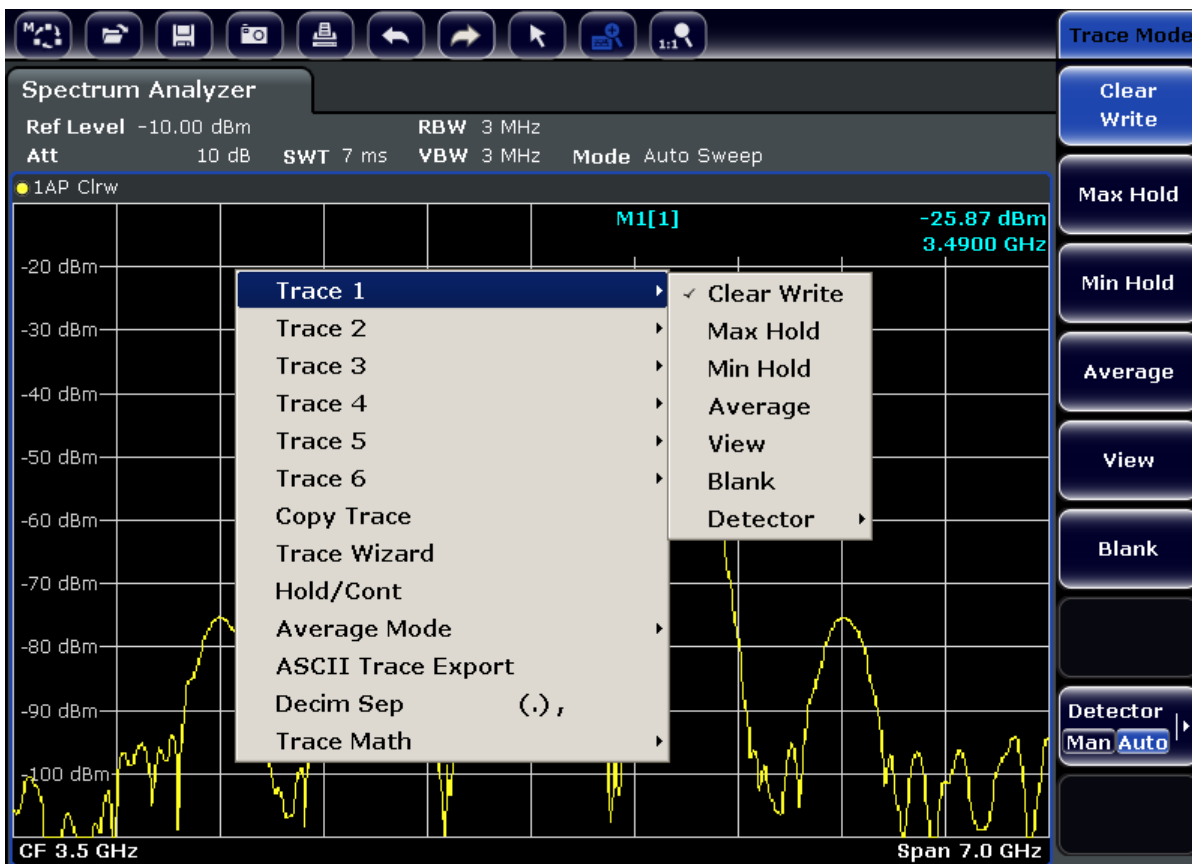 M
1:1
Trace Mode
Spectrum Analyzer
Ref Level -10.00 dBm RBW 3 MHz
Att 10 dB SWT 7 ms VBW 3 MHz Mode Auto Sweep
1AP Clrw
M1[1] -25.87 dBm
3.4900 GHz
-20 dBm
-30 dBm
-40 dBm
-50 dBm
-60 dBm
-70 dBm
-80 dBm
-90 dBm
-100 dBm
Trace 1
Trace 2
Trace 3
Trace 4
Trace 5
Trace 6
Copy Trace
Trace Wizard
Hold/Cont
Average Mode
ASCII Trace Export
Decim Sep (.) ,
Trace Math
Clear Write
Max Hold
Min Hold
Average
View
Blank
Detector
CF 3.5 GHz Span 7.0 GHz
Clear
Write
Max Hold
Min Hold
Average
View
Blank
Detector
Man Auto